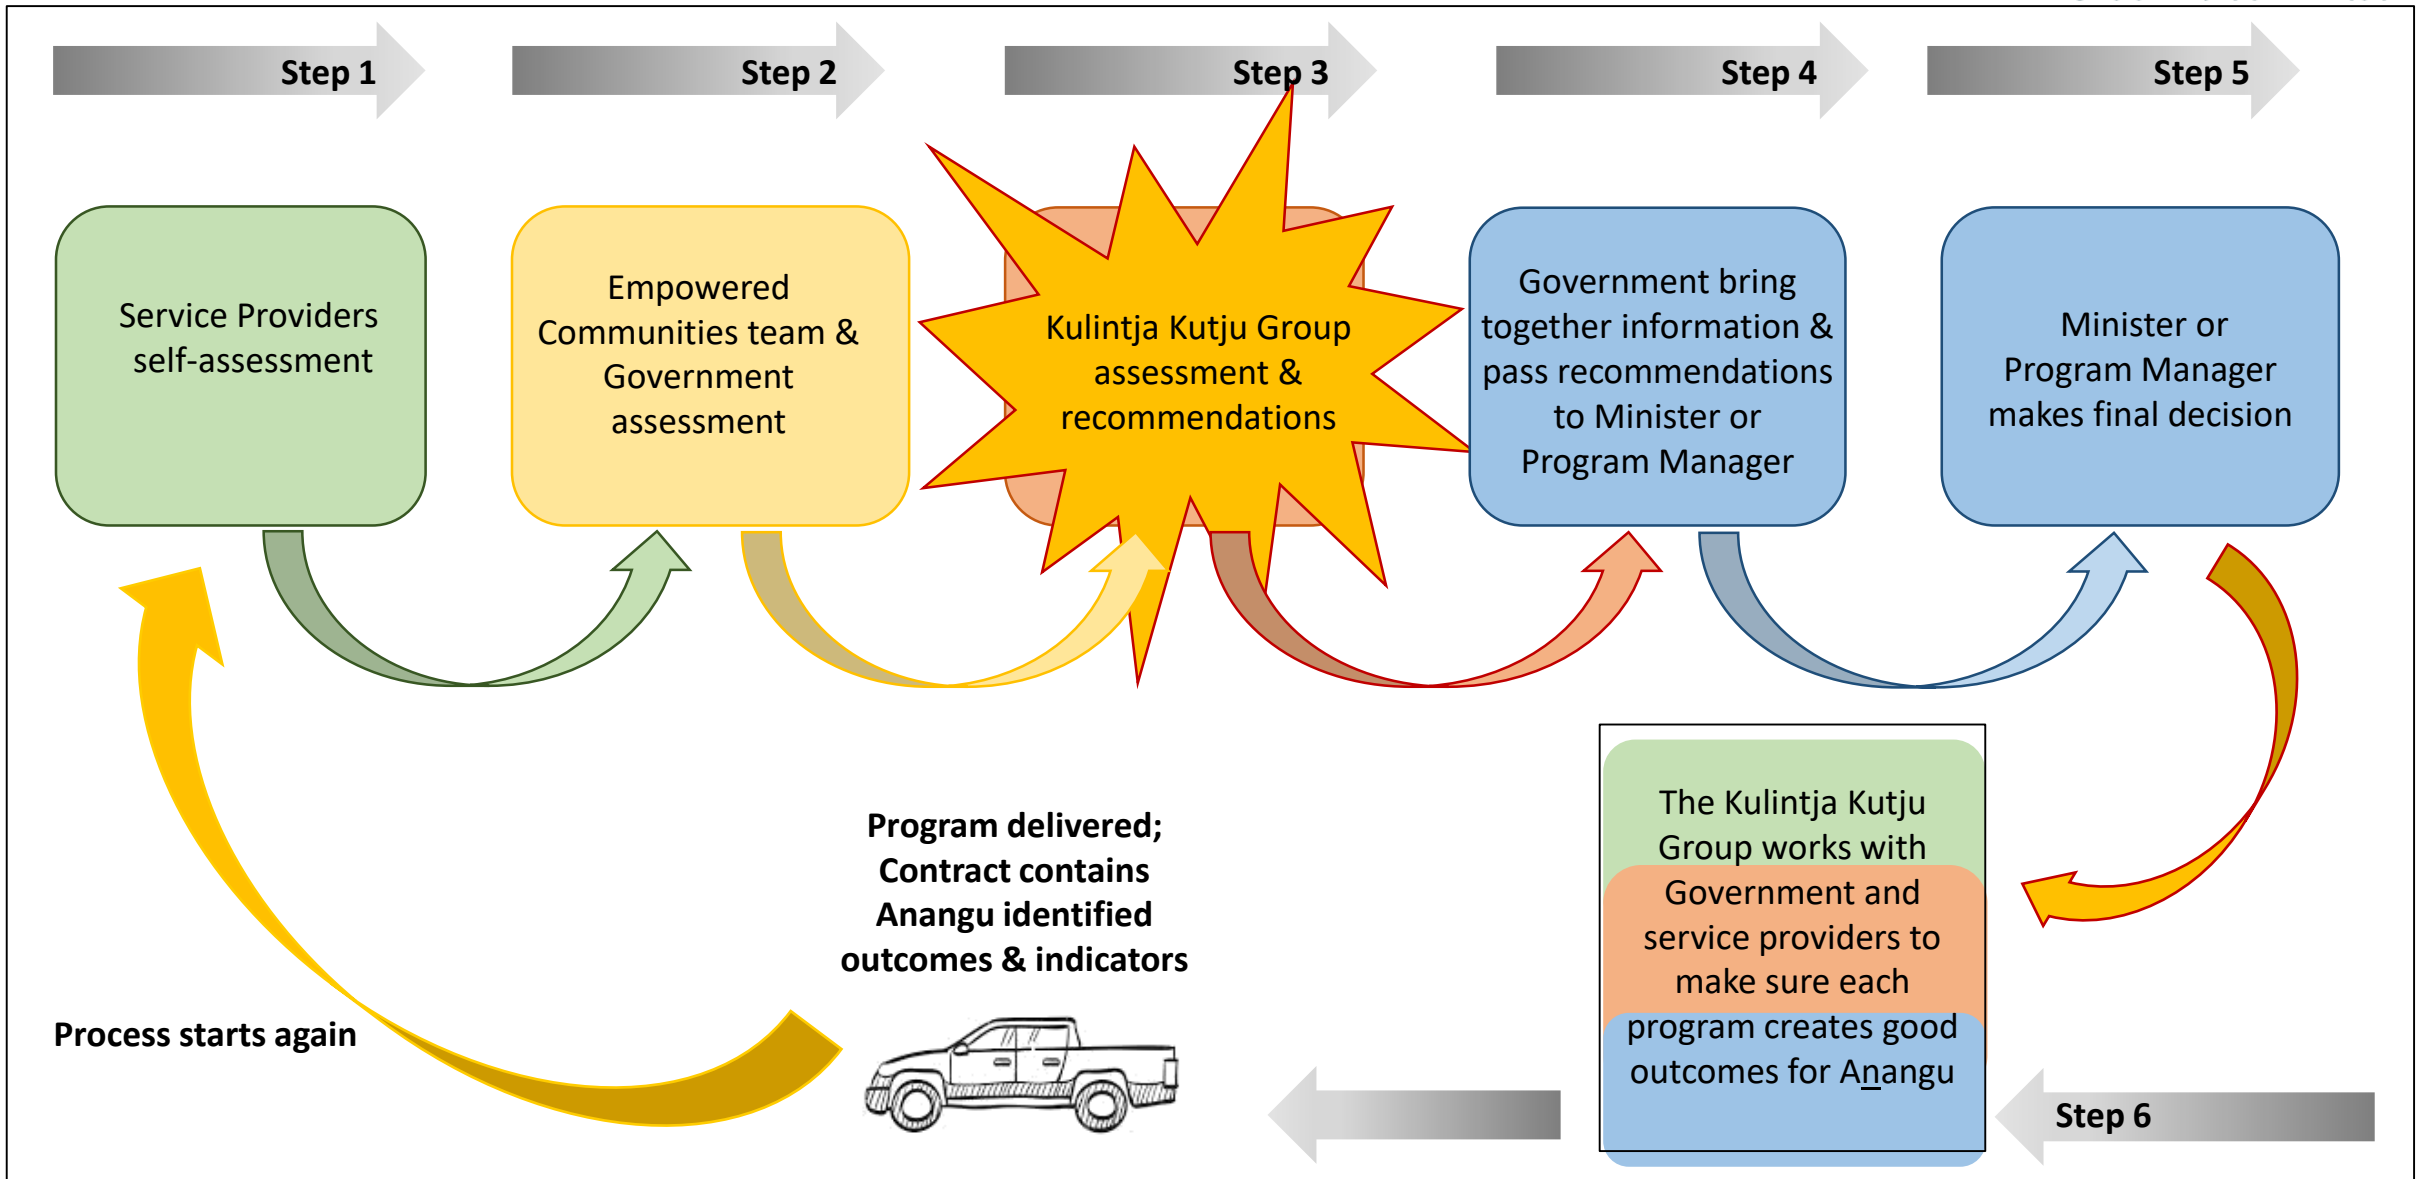 Step 1
Step 2
Step 3
Step 4
Step 5
Service Providers
self-assessment
Empowered
Communities team &
Government
assessment
Kulintja Kutju Group
assessment &
recommendations
Government bring
together information &
pass recommendations
to Minister or
Program Manager
Minister or
Program Manager
makes final decision
The Kulintja Kutju
Group works with
Government and
service providers to
make sure each
program creates good
outcomes for Aṉangu
Step 6
Program delivered;
Contract contains
Anangu identified
outcomes & indicators
Process starts again